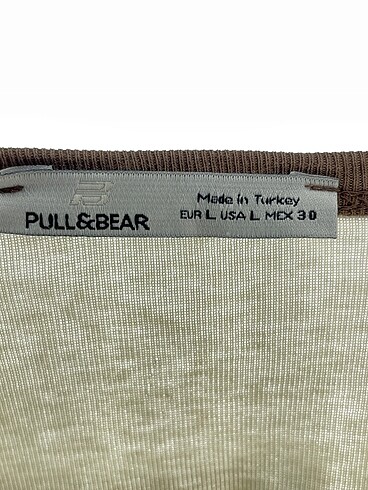 PULL&BEAR
Made in Turkey
EUR L USA L MEX 30